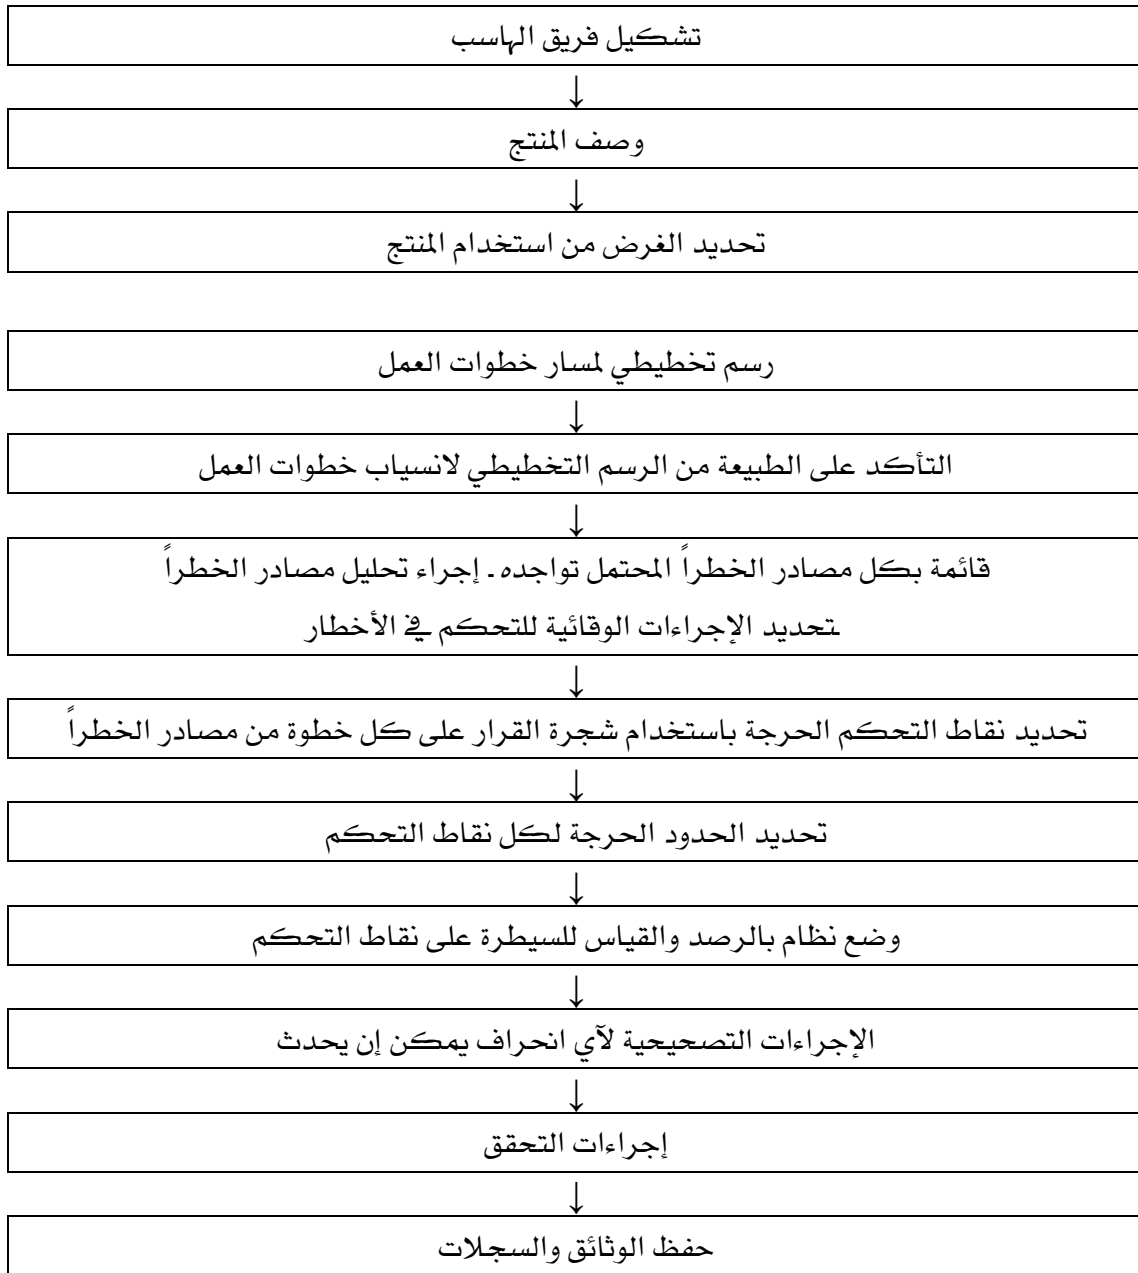 تشكيل فريق الهاسب
↓
وصف المنتج
↓
تحديد الغرض من استخدام المنتج
رسم تخطيطي لمسار خطوات العمل
↓
التأكد على الطبيعة من الرسم التخطيطي لانسياب خطوات العمل
↓
قائمة بكل مصادر الخطراً المحتمل تواجده ـ إجراء تحليل مصادر الخطراً
ـتحديد الإجراءات الوقائية للتحكم في الأخطار
↓
تحديد نقاط التحكم الحرجة باستخدام شجرة القرار على كل خطوة من مصادر الخطراً
↓
تحديد الحدود الحرجة لكل نقاط التحكم
↓
وضع نظام بالرصد والقياس للسيطرة على نقاط التحكم
↓
الإجراءات التصحيحية لآي انحراف يمكن إن يحدث
↓
إجراءات التحقق
↓
حفظ الوثائق والسجلات